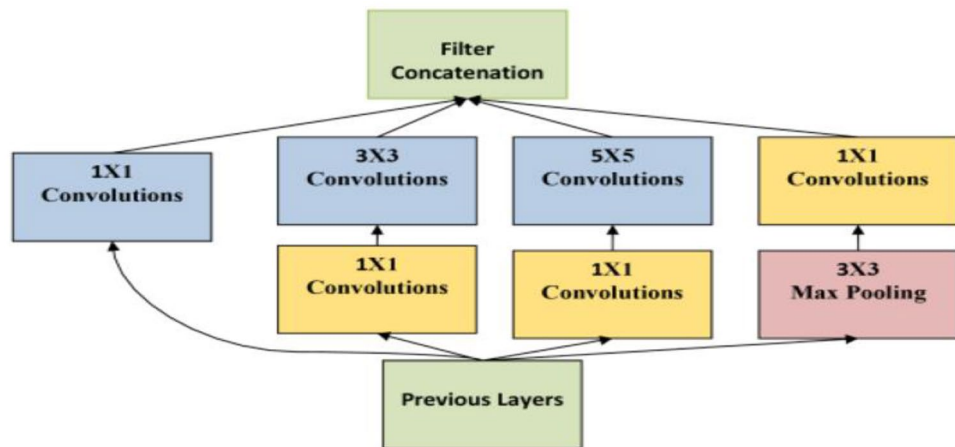 Filter
Concatenation
1X1
Convolutions
3X3
Convolutions
5X5
Convolutions
1X1
Convolutions
1X1
Convolutions
1X1
Convolutions
3X3
Max Pooling
Previous Layers